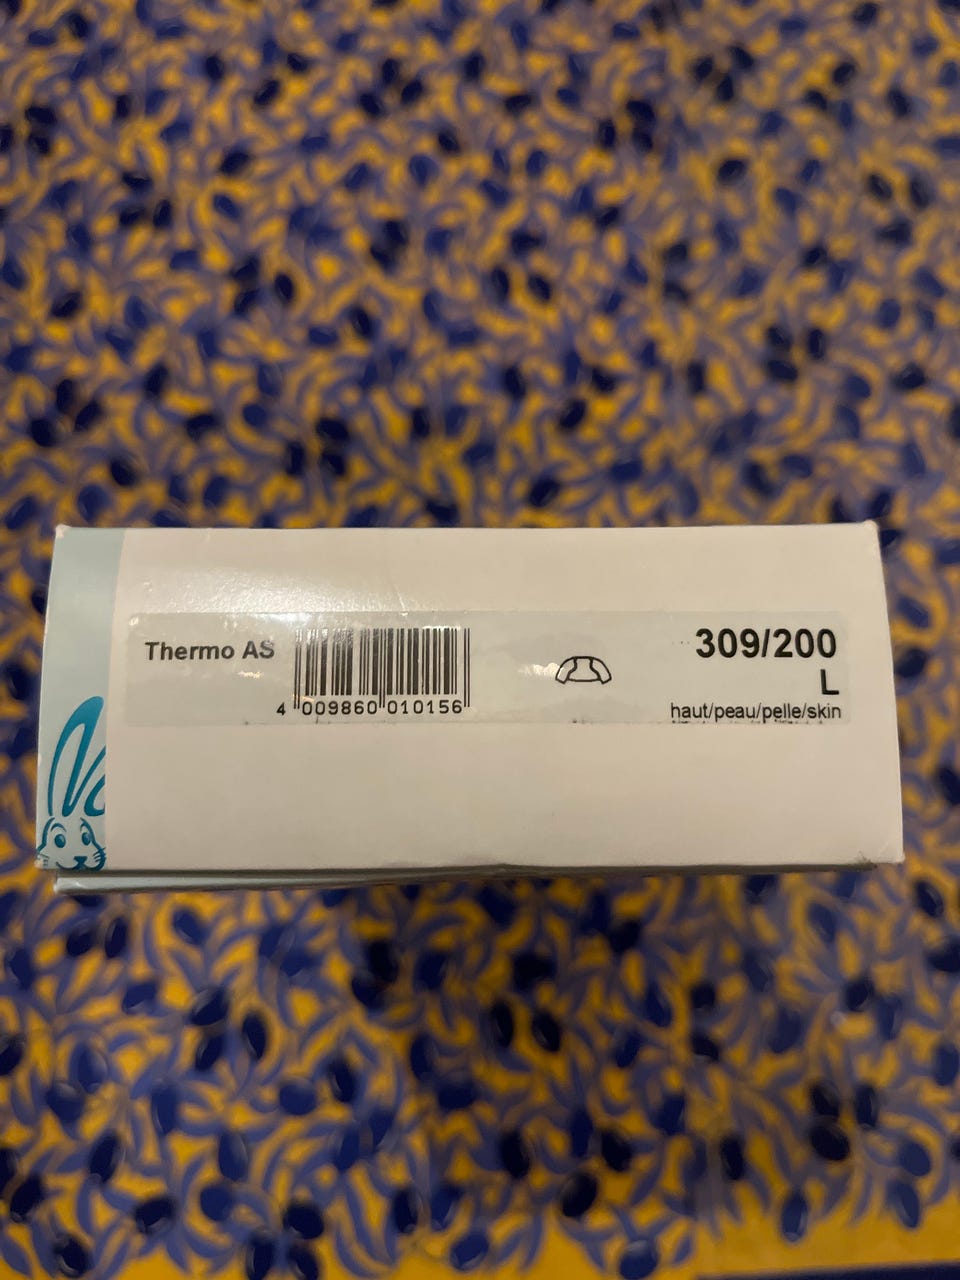 Thermo AS
4 009860 010156
309/200
L
haut/peau/pelle/skin